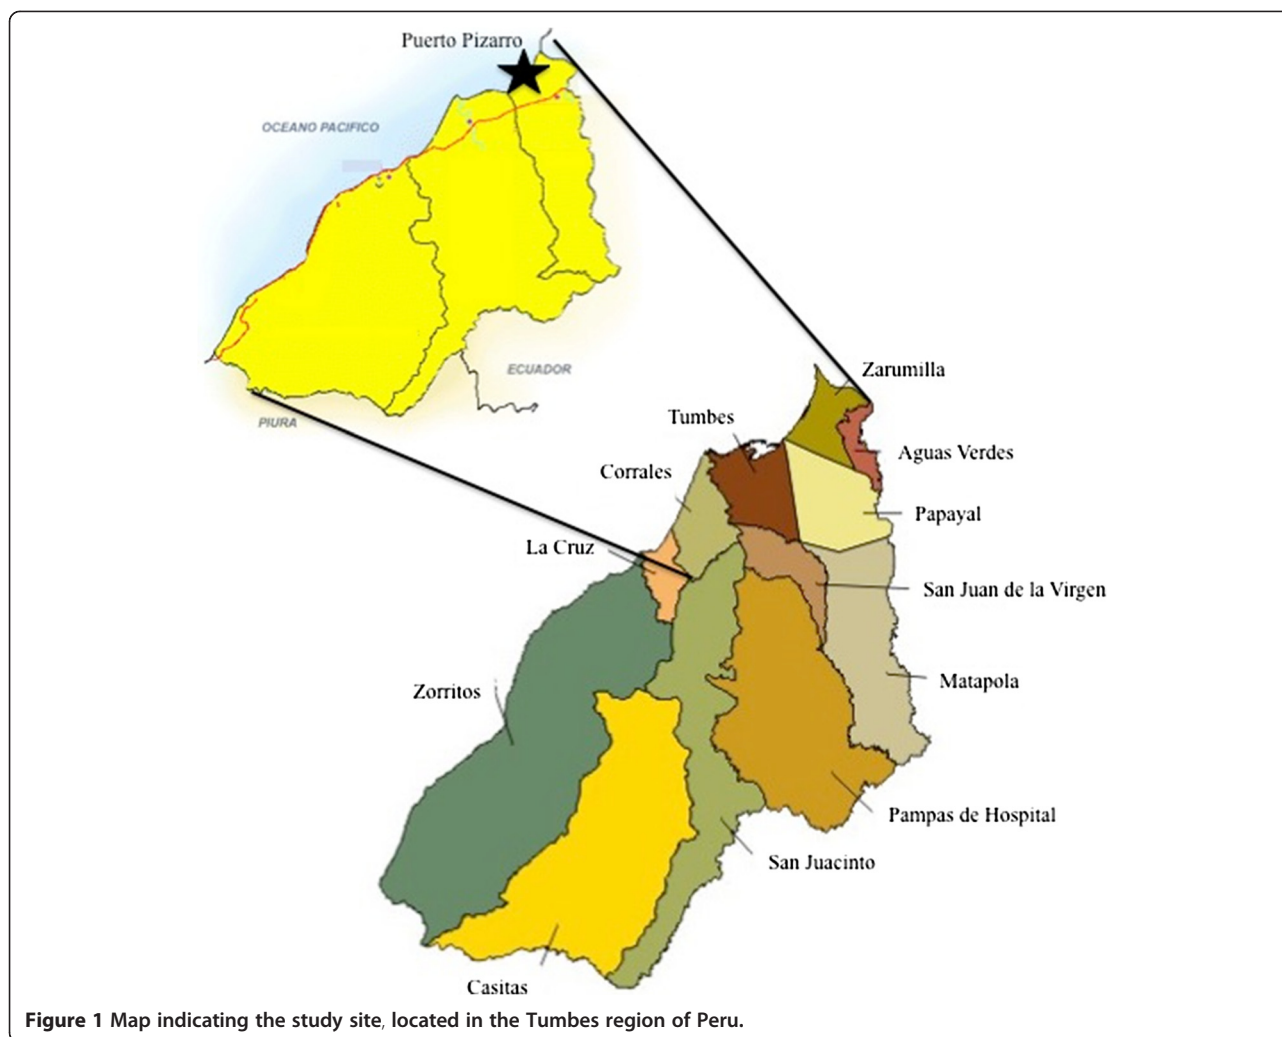 Puerto Pizarro
OCEANO PACIFICO
ECUADOR
PIURA
Zarumilla
Tumbes
Aguas Verdes
Corrales
Papayal
La Cruz
San Juan de la Virgen
Matapola
Zorritos
Pampas de Hospital
San Juacinto
Casitas
Figure 1 Map indicating the study site, located in the Tumbes region of Peru.